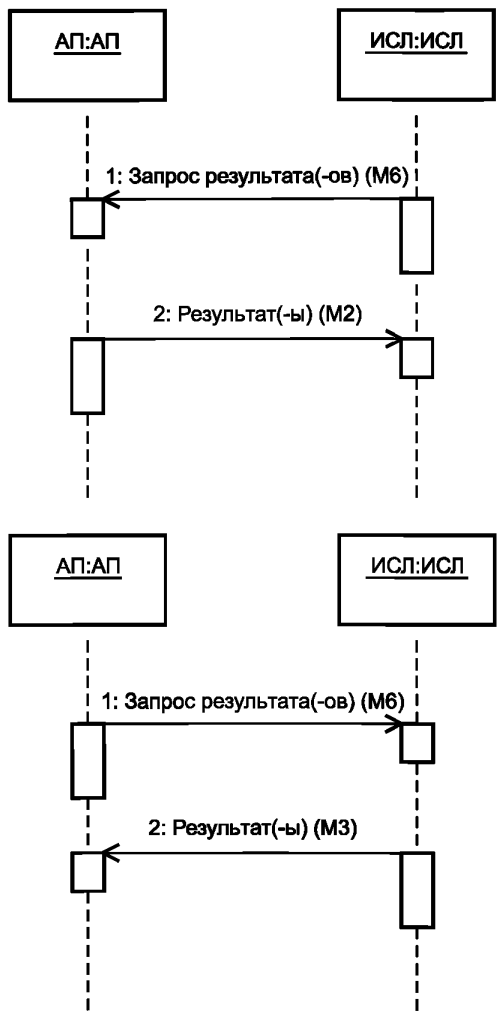 АП:АП
ИСЛ:ИСЛ
1: Запрос результата(-ов) (М6)
2: Результат(-ы) (М2)
АП:АП
ИСЛ:ИСЛ
1: Запрос результата(-ов) (М6)
2: Результат(-ы) (М3)